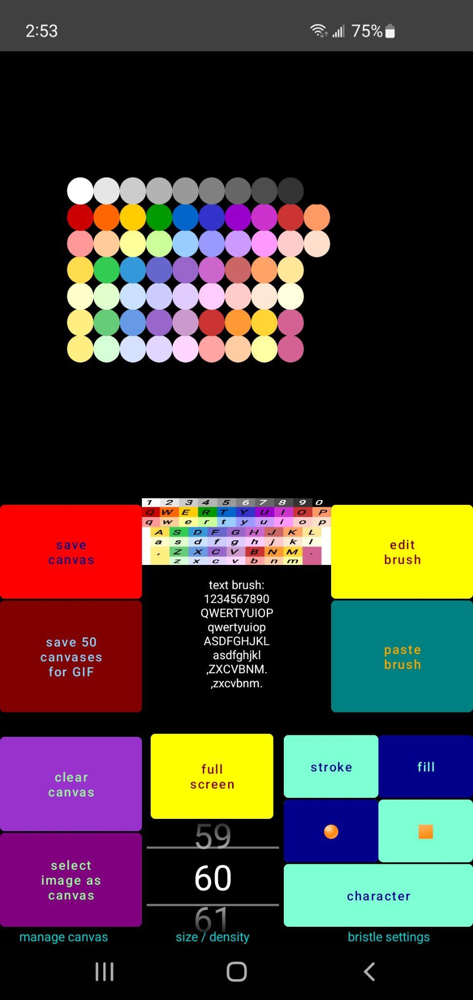 2:53 75%
1 2 3 4 5 6 7 8 9 0
Q W E R T Y U I O P
q w e r t y u i o p
A S D F G H J K L
a s d f g h j k l
, Z X C V B N M .
z x c v b n m
save
canvas
edit
brush
text brush:
1234567890
QWERTYUIOP
qwertyuiop
ASDFGHJKL
asdfghjkl
,ZXCVBNM.
,zxcvbnm.
save 50
canvases
for GIF
paste
brush
clear
canvas
full
screen
stroke
fill
select
image as
canvas
59
60
61
character
manage canvas
size / density
bristle settings